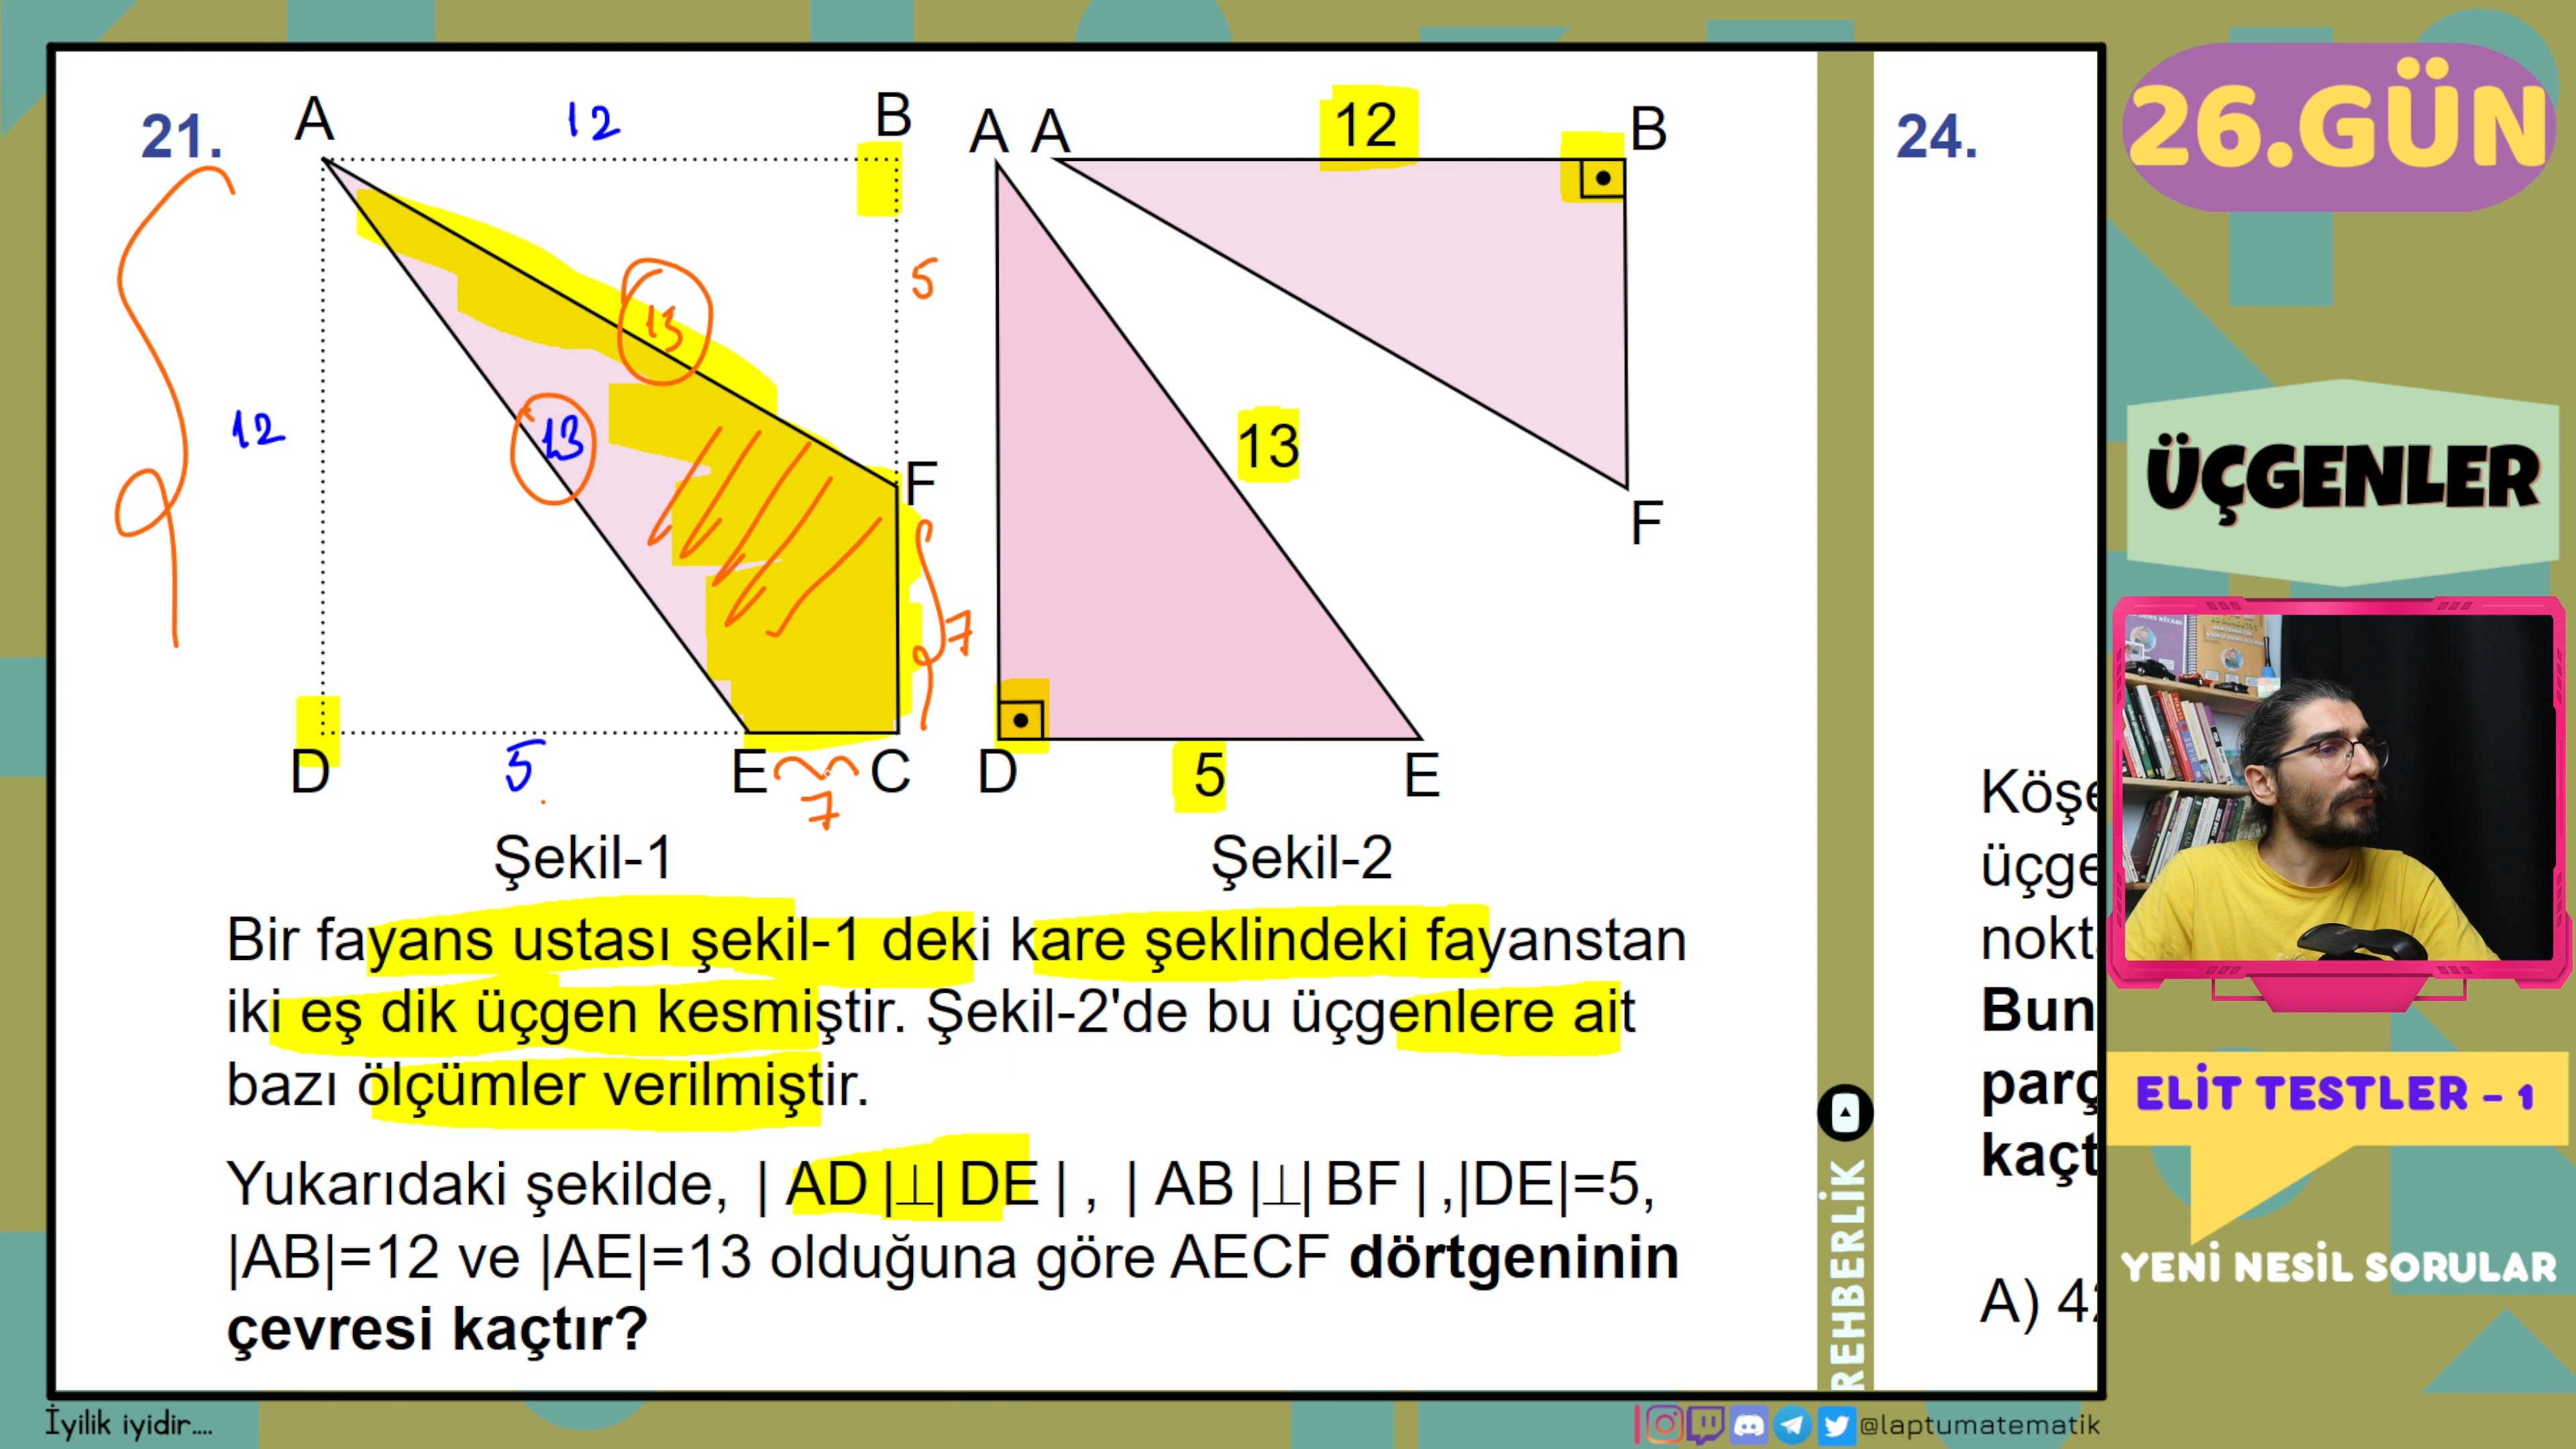 21.
A
12
B
5
13
13
12
F
7
D
5
E
C
7
Şekil-1
A A
12
B
13
F
D
5
E
Şekil-2
Bir fayans ustası şekil-1 deki kare şeklindeki fayanstan
iki eş dik üçgen kesmiştir. Şekil-2'de bu üçgenlere ait
bazı ölçümler verilmiştir.
Yukarıdaki şekilde, | AD |⊥| DE | , | AB |⊥| BF | ,|DE|=5,
|AB|=12 ve |AE|=13 olduğuna göre AECF dörtgeninin
çevresi kaçtır?
REHBERLİK
24.
Köşe
üçge
nokt
Bun
parç
kaçt
A) 42
26.GÜN
ÜÇGENLER
ELİT TESTLER - 1
YENİ NESİL SORULAR
İyilik iyidir....
@laptumatematik